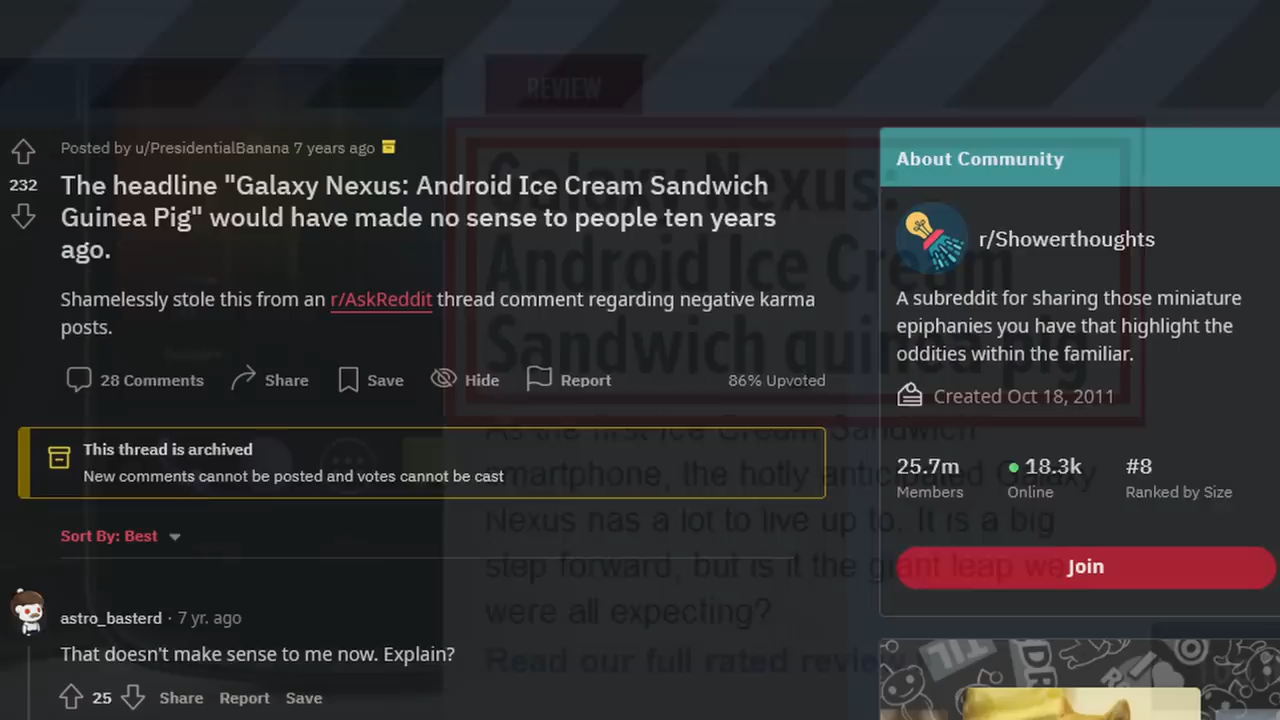 REVIEW
Galaxy Nexus:
Android Ice Cream
Sandwich guinea pig
As the first Ice Cream Sandwich
smartphone, the hotly anticipated Galaxy
Nexus has a lot to live up to. It is a big
step forward, but is it the giant leap we
were all expecting?
Read our full rated review
Posted by u/PresidentialBanana 7 years ago
232
The headline "Galaxy Nexus: Android Ice Cream Sandwich
Guinea Pig" would have made no sense to people ten years
ago.
Shamelessly stole this from an r/AskReddit thread comment regarding negative karma
posts.
28 Comments Share Save Hide Report 86% Upvoted
This thread is archived
New comments cannot be posted and votes cannot be cast
Sort By: Best
astro_basterd · 7 yr. ago
That doesn't make sense to me now. Explain?
25 Share Report Save
About Community
r/Showerthoughts
A subreddit for sharing those miniature
epiphanies you have that highlight the
oddities within the familiar.
Created Oct 18, 2011
25.7m 18.3k #8
Members Online Ranked by Size
Join
TIL